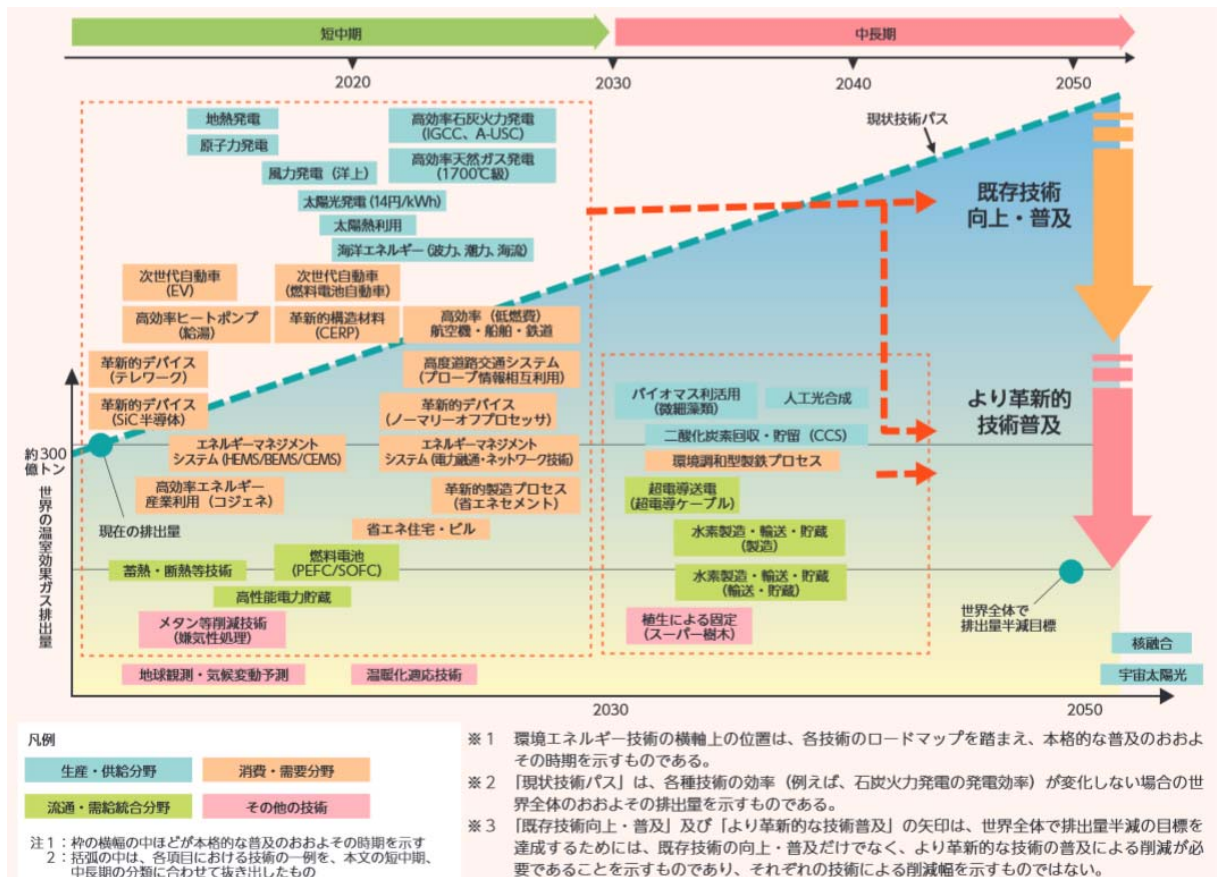 短中期
中長期
2020
2030
2040
2050
地熱発電
原子力発電
風力発電(洋上)
太陽光発電(14円/kWh)
太陽熱利用
海洋エネルギー(波力、潮力、海流)
高効率石炭火力発電
(IGCC、A-USC)
高効率天然ガス発電
(1700℃級)
現状技術パス
既存技術
向上・普及
次世代自動車
(EV)
次世代自動車
(燃料電池自動車)
高効率ヒートポンプ
(給湯)
革新的構造材料
(CERP)
高効率(低燃費)
航空機・船舶・鉄道
革新的デバイス
(テレワーク)
高度道路交通システム
(プローブ情報相互利用)
革新的デバイス
(SiC半導体)
革新的デバイス
(ノーマリーオフプロセッサ)
エネルギーマネジメント
システム(HEMS/BEMS/CEMS)
エネルギーマネジメント
システム(電力融通・ネットワーク技術)
高効率エネルギー
産業利用(コジェネ)
革新的製造プロセス
(省エネセメント)
省エネ住宅・ビル
燃料電池
(PEFC/SOFC)
蓄熱・断熱等技術
高性能電力貯蔵
メタン等削減技術
(嫌気性処理)
地球観測・気候変動予測
温暖化適応技術
バイオマス利活用
(微細藻類)
人工光合成
二酸化炭素回収・貯留(CCS)
環境調和型製鉄プロセス
超電導送電
(超電導ケーブル)
水素製造・輸送・貯蔵
(製造)
水素製造・輸送・貯蔵
(輸送・貯蔵)
植生による固定
(スーパー樹木)
より革新的
技術普及
約300
億トン
世界の温室効果ガス排出量
現在の排出量
世界全体で
排出量半減目標
核融合
宇宙太陽光
2030
2050
凡例
生産・供給分野
消費・需要分野
流通・需給統合分野
その他の技術
注1:枠の横幅の中ほどが本格的な普及のおおよその時期を示す
2:括弧の中は、各項目における技術の一例を、本文の短中期、
中長期の分類に合わせて抜き出したもの
※1 環境エネルギー技術の横軸上の位置は、各技術のロードマップを踏まえ、本格的な普及のおおよ
その時期を示すものである。
※2 「現状技術パス」は、各種技術の効率(例えば、石炭火力発電の発電効率)が変化しない場合の世
界全体のおおよその排出量を示すものである。
※3 「既存技術向上・普及」及び「より革新的な技術普及」の矢印は、世界全体で排出量半減の目標を
達成するためには、既存技術の向上・普及だけでなく、より革新的な技術の普及による削減が必
要であることを示すものであり、それぞれの技術による削減幅を示すものではない。